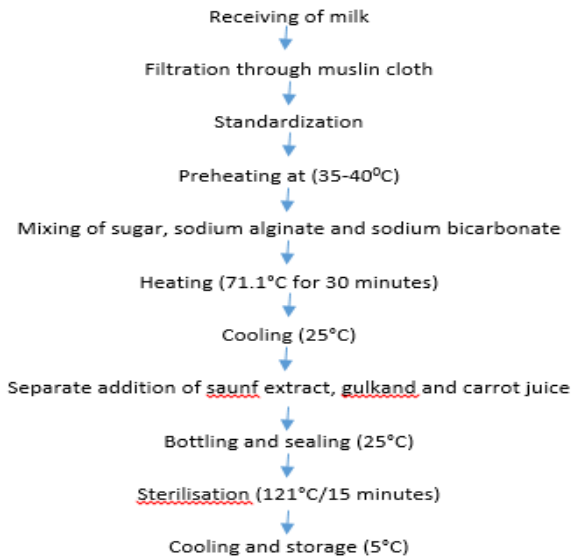 Receiving of milk
Filtration through muslin cloth
Standardization
Preheating at (35-40⁰C)
Mixing of sugar, sodium alginate and sodium bicarbonate
Heating (71.1°C for 30 minutes)
Cooling (25°C)
Separate addition of saunf extract, gulkand and carrot juice
Bottling and sealing (25°C)
Sterilisation (121°C/15 minutes)
Cooling and storage (5°C)